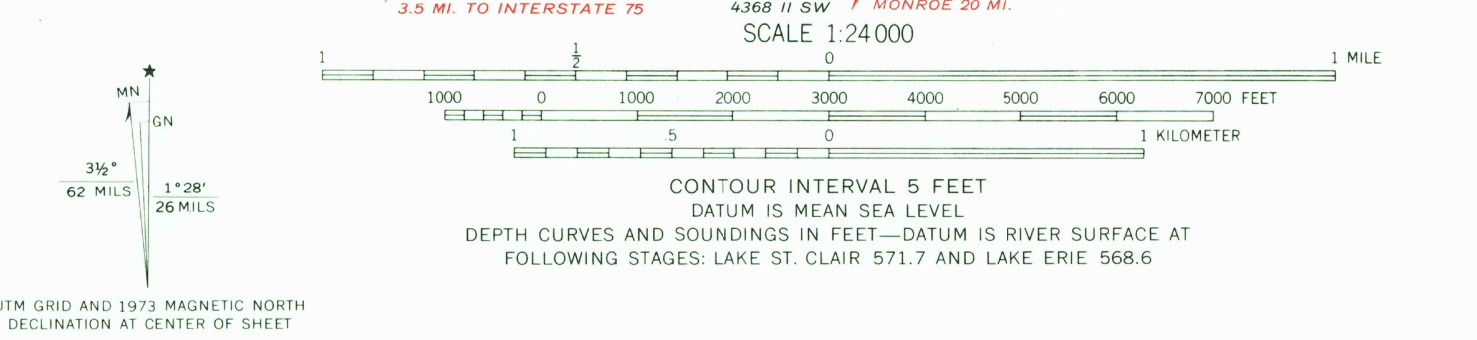 3.5 MI. TO INTERSTATE 75
4368 II SW
MONROE 20 MI.
SCALE 1:24 000
1 1/2 0 1 MILE
1000 0 1000 2000 3000 4000 5000 6000 7000 FEET
1 .5 0 1 KILOMETER
CONTOUR INTERVAL 5 FEET
DATUM IS MEAN SEA LEVEL
DEPTH CURVES AND SOUNDINGS IN FEET—DATUM IS RIVER SURFACE AT
FOLLOWING STAGES: LAKE ST. CLAIR 571.7 AND LAKE ERIE 568.6
MN
GN
3½°
62 MILS
1°28′
26 MILS
UTM GRID AND 1973 MAGNETIC NORTH
DECLINATION AT CENTER OF SHEET